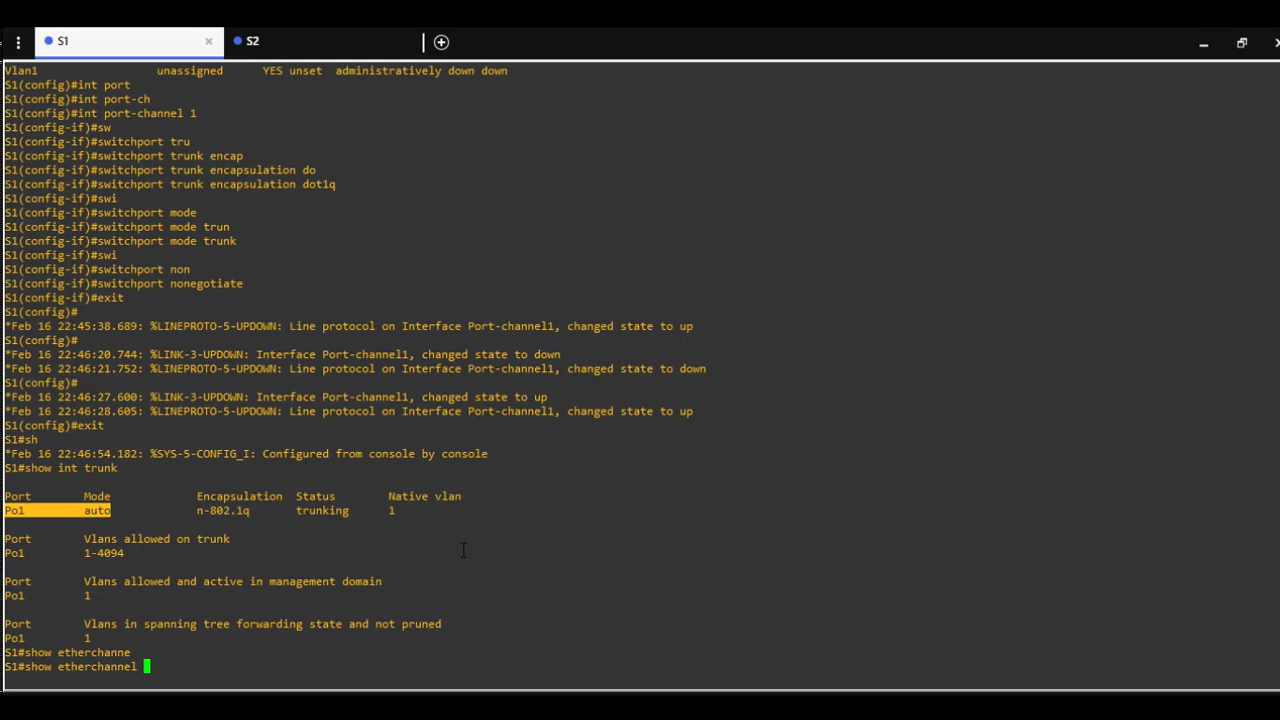 S1
S2
Vlan1 unassigned YES unset administratively down down
S1(config)#int port
S1(config)#int port-ch
S1(config)#int port-channel 1
S1(config-if)#sw
S1(config-if)#switchport tru
S1(config-if)#switchport trunk encap
S1(config-if)#switchport trunk encapsulation do
S1(config-if)#switchport trunk encapsulation dot1q
S1(config-if)#swi
S1(config-if)#switchport mode
S1(config-if)#switchport mode trun
S1(config-if)#switchport mode trunk
S1(config-if)#swi
S1(config-if)#switchport non
S1(config-if)#switchport nonegotiate
S1(config-if)#exit
S1(config)#
*Feb 16 22:45:38.689: %LINEPROTO-5-UPDOWN: Line protocol on Interface Port-channel1, changed state to up
S1(config)#
*Feb 16 22:46:20.744: %LINK-3-UPDOWN: Interface Port-channel1, changed state to down
*Feb 16 22:46:21.752: %LINEPROTO-5-UPDOWN: Line protocol on Interface Port-channel1, changed state to down
S1(config)#
*Feb 16 22:46:27.600: %LINK-3-UPDOWN: Interface Port-channel1, changed state to up
*Feb 16 22:46:28.605: %LINEPROTO-5-UPDOWN: Line protocol on Interface Port-channel1, changed state to up
S1(config)#exit
S1#sh
*Feb 16 22:46:54.182: %SYS-5-CONFIG_I: Configured from console by console
S1#show int trunk
Port Mode Encapsulation Status Native vlan
Po1 auto n-802.1q trunking 1
Port Vlans allowed on trunk
Po1 1-4094
Port Vlans allowed and active in management domain
Po1 1
Port Vlans in spanning tree forwarding state and not pruned
Po1 1
S1#show etherchanne
S1#show etherchannel